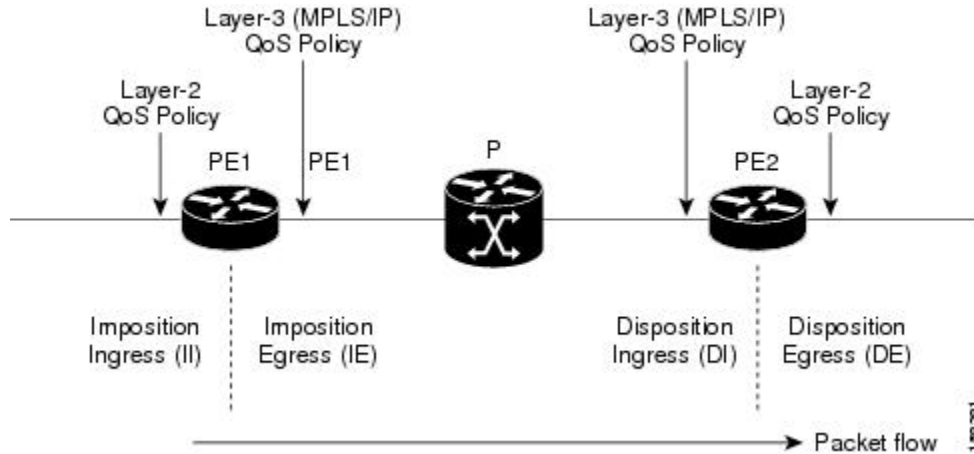 Layer-3 (MPLS/IP)
QoS Policy
Layer-3 (MPLS/IP)
QoS Policy
Layer-2
QoS Policy
Layer-2
QoS Policy
PE1
PE1
P
PE2
Imposition
Ingress (II)
Imposition
Egress (IE)
Disposition
Ingress (DI)
Disposition
Egress (DE)
Packet flow